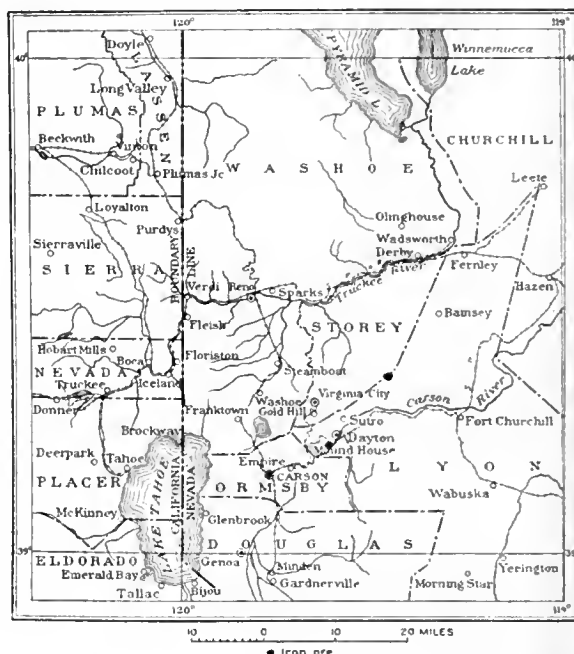 120°
119°
Doyle
40°
40°
Winnemucca
Lake
PYRAMID L.
LASSEN
Long Valley
PLUMAS
CHURCHILL
Beckwith
Vinton
Chilcoot
Plumas Jc
WASHOE
Leete
Loyalton
Olinghouse
Purdys
Wadsworth
Sierraville
Derby
Fernley
SIERRA
BOUNDARY
LINE
Truckee River
Hazen
Verdi
Reno
Sparks
Fleish
STOREY
Ramsey
Hobart Mills
Boca
Floriston
Steamboat
NEVADA
Truckee
Iceland
Washoe
Virginia City
Carson River
Donner
Franktown
Gold Hill
Sutro
Fort Churchill
Brockway
Dayton
Mound House
Deerpark
Tahoe
Empire
LYON
PLACER
CARSON
ORMSBY
Wabuska
CALIFORNIA
NEVADA
LAKE TAHOE
McKinney
Glenbrook
DOUGLAS
39°
39°
ELDORADO
Genoa
Yerington
Emerald Bay
Minden
Tallac
Bijou
Gardnerville
Morning Star
120°
119°
10 0 10 20 MILES
Iron ore